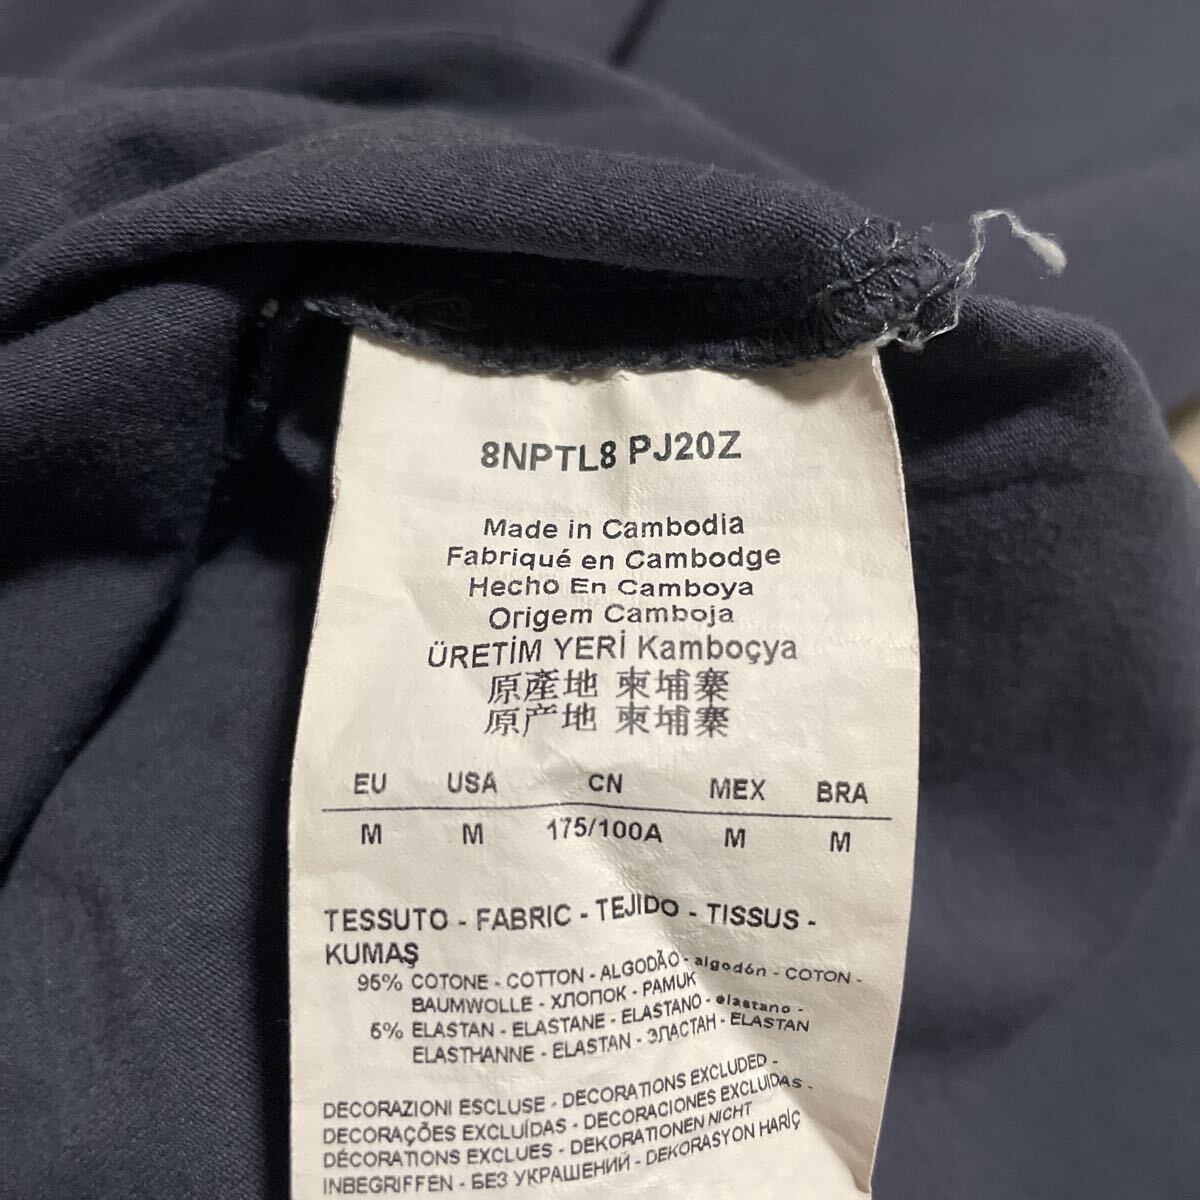 8NPTL8 PJ20Z
Made in Cambodia
Fabriqué en Cambodge
Hecho En Camboya
Origem Camboja
ÜRETİM YERİ Kamboçya
原產地 柬埔寨
原产地 柬埔寨
EU USA CN MEX BRA
M M 175/100A M M
TESSUTO - FABRIC - TEJIDO - TISSUS -
KUMAŞ
95% COTONE - COTTON - ALGODÃO - algodón - COTON -
BAUMWOLLE - ХЛОПОК - PAMUK
5% ELASTAN - ELASTANE - ELASTANO - elastano -
ELASTHANNE - ELASTAN - ЭЛАСТАН - ELASTAN
DECORAZIONI ESCLUSE - DECORATIONS EXCLUDED -
DECORAÇÕES EXCLUÍDAS - DECORACIONES EXCLUIDAS -
DÉCORATIONS EXCLUES - DEKORATIONEN NICHT
INBEGRIFFEN - БЕЗ УКРАШЕНИЙ - DEKORASYON HARİÇ